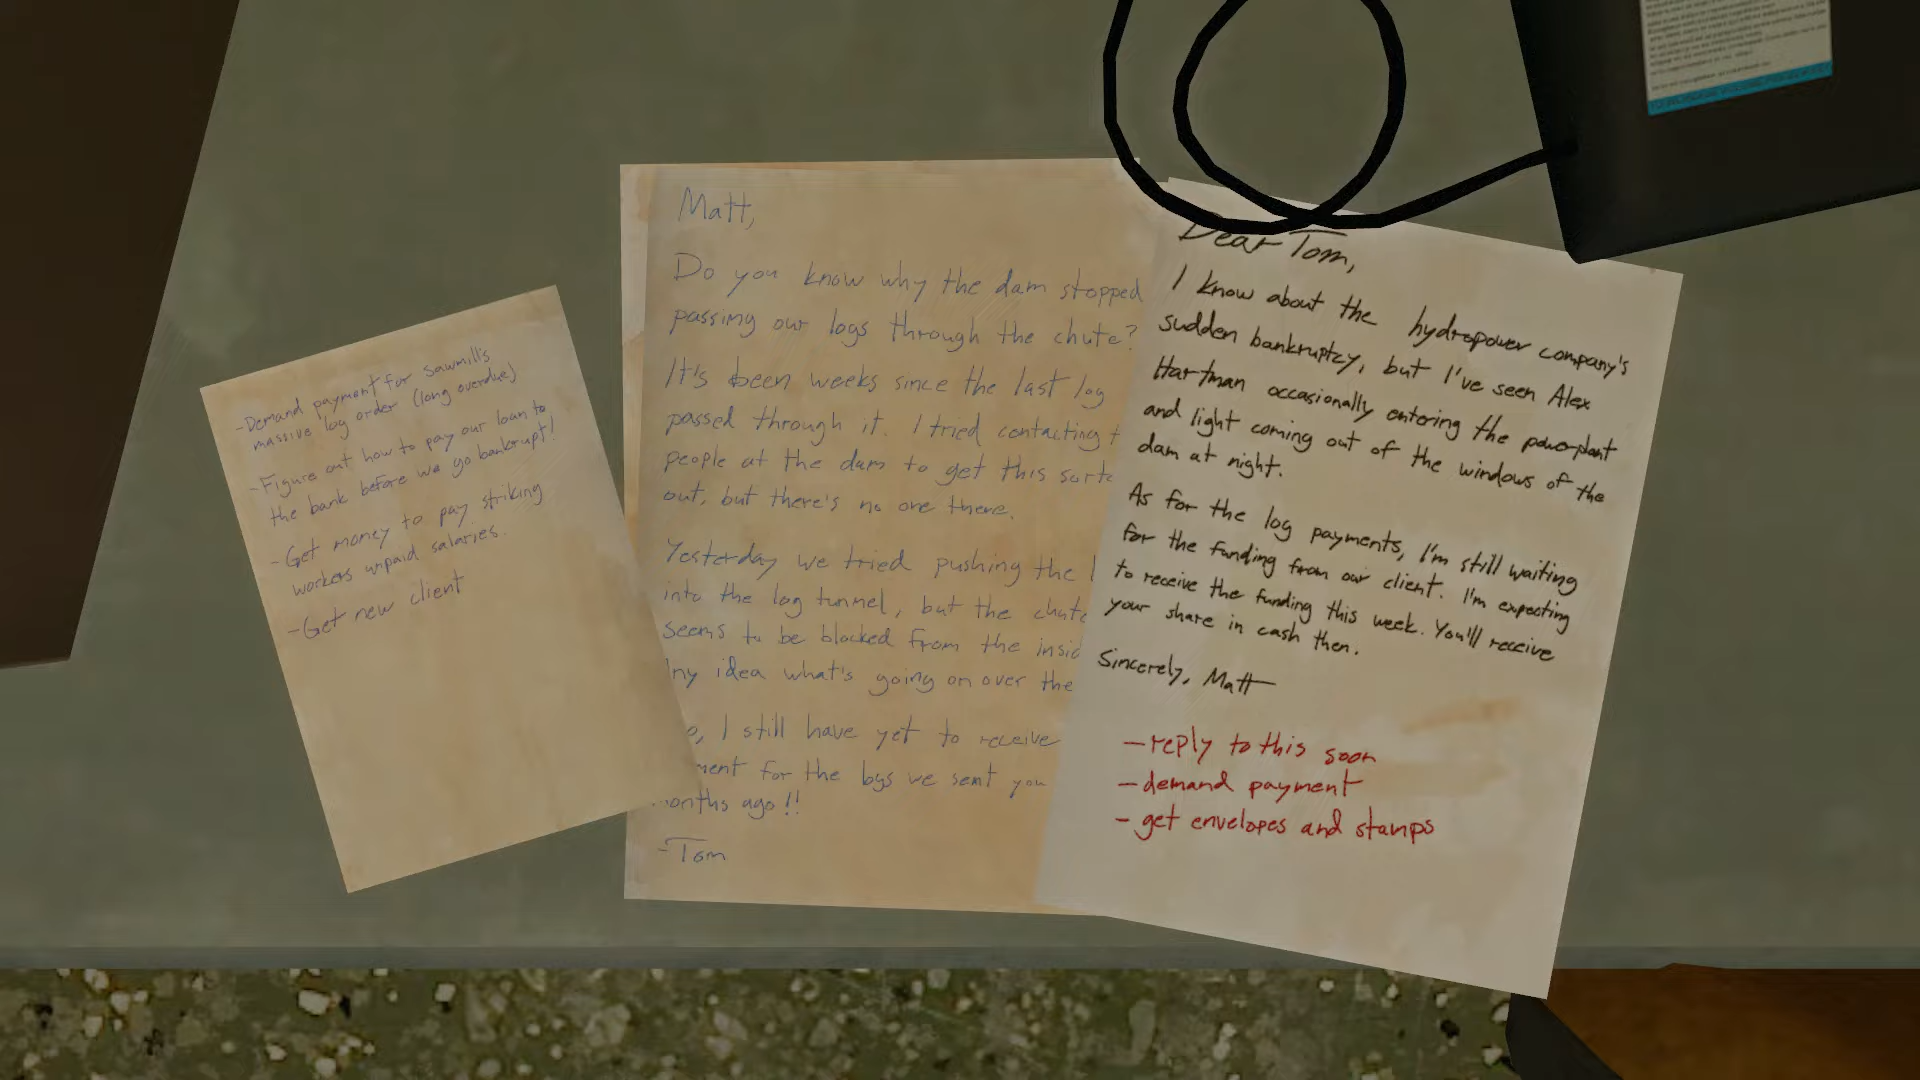 -Demand payment for Sawmill's
massive log order (long overdue)
-Figure out how to pay our loan to
the bank before we go bankrupt!
-Get money to pay striking
workers unpaid salaries.
-Get new client
Matt,
Do you know why the dam stopped
passing our logs through the chute?
It's been weeks since the last log
passed through it. I tried contacting
people at the dam to get this
out, but there's no one there.
Yesterday we tried pushing the
into the log tunnel, but the chute
seems to be blocked from the
idea what's going on over the
I still have yet to receive
for the logs we sent you
ago!!
-Tom
Dear Tom,
I know about the hydropower company's
sudden bankruptcy, but I've seen Alex
Hartman occasionally entering the powerplant
and light coming out of the windows of the
dam at night.
As for the log payments, I'm still waiting
for the funding from our client. I'm expecting
to receive the funding this week. You'll receive
your share in cash then.
Sincerely, Matt
-reply to this soon
-demand payment
-get envelopes and stamps